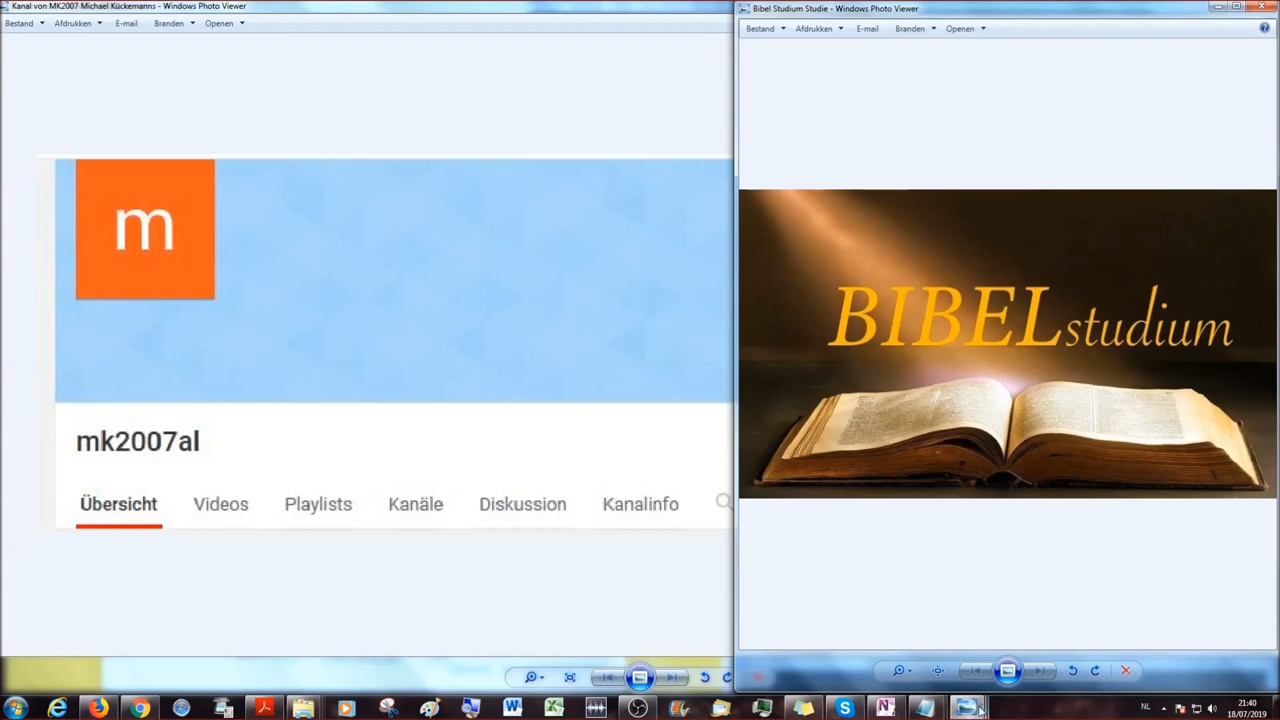 Kanal von MK2007 Michael Kückemanns - Windows Photo Viewer
Bestand Afdrukken E-mail Branden Openen
m
mk2007al
Übersicht Videos Playlists Kanäle Diskussion Kanalinfo
Bibel Studium Studie - Windows Photo Viewer
Bestand Afdrukken E-mail Branden Openen
BIBELstudium
NL
21:40
18/07/2019